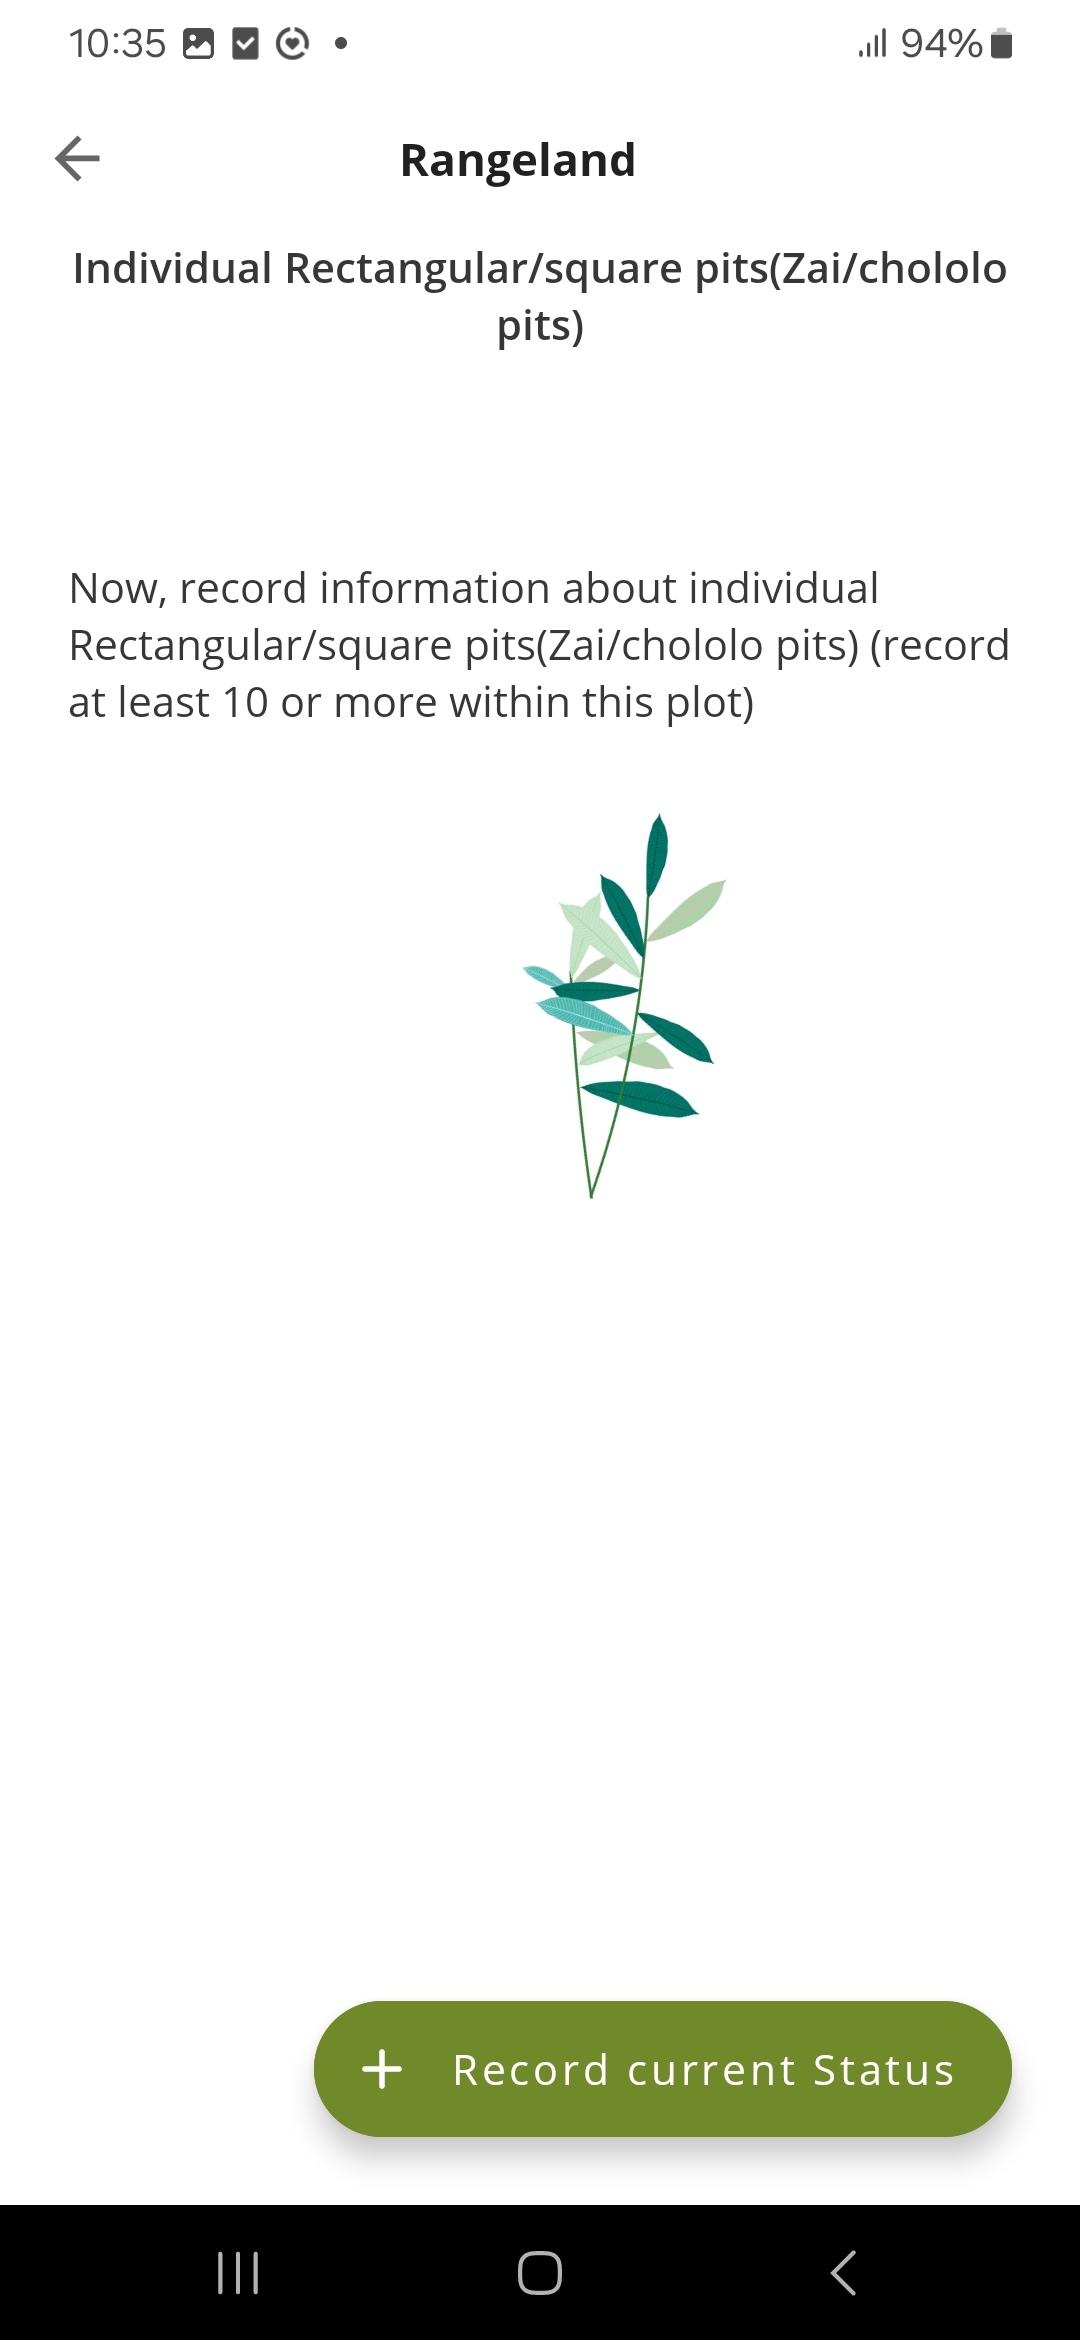 10:35
94%
Rangeland
Individual Rectangular/square pits(Zai/chololo
pits)
Now, record information about individual
Rectangular/square pits(Zai/chololo pits) (record
at least 10 or more within this plot)
+ Record current Status